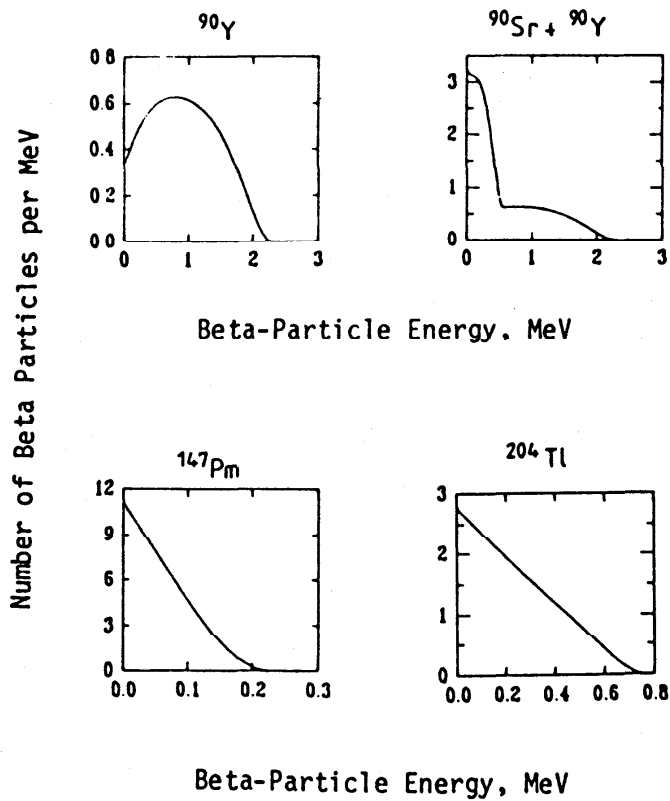 ⁹⁰Y
⁹⁰Sr + ⁹⁰Y
0.8
0.6
0.4
0.2
0.0
0 1 2 3
3
2
1
0
0 1 2 3
Number of Beta Particles per MeV
Beta-Particle Energy. MeV
¹⁴⁷Pm
²⁰⁴Tl
12
9
6
3
0
0.0 0.1 0.2 0.3
3
2
1
0
0.0 0.2 0.4 0.6 0.8
Beta-Particle Energy, MeV